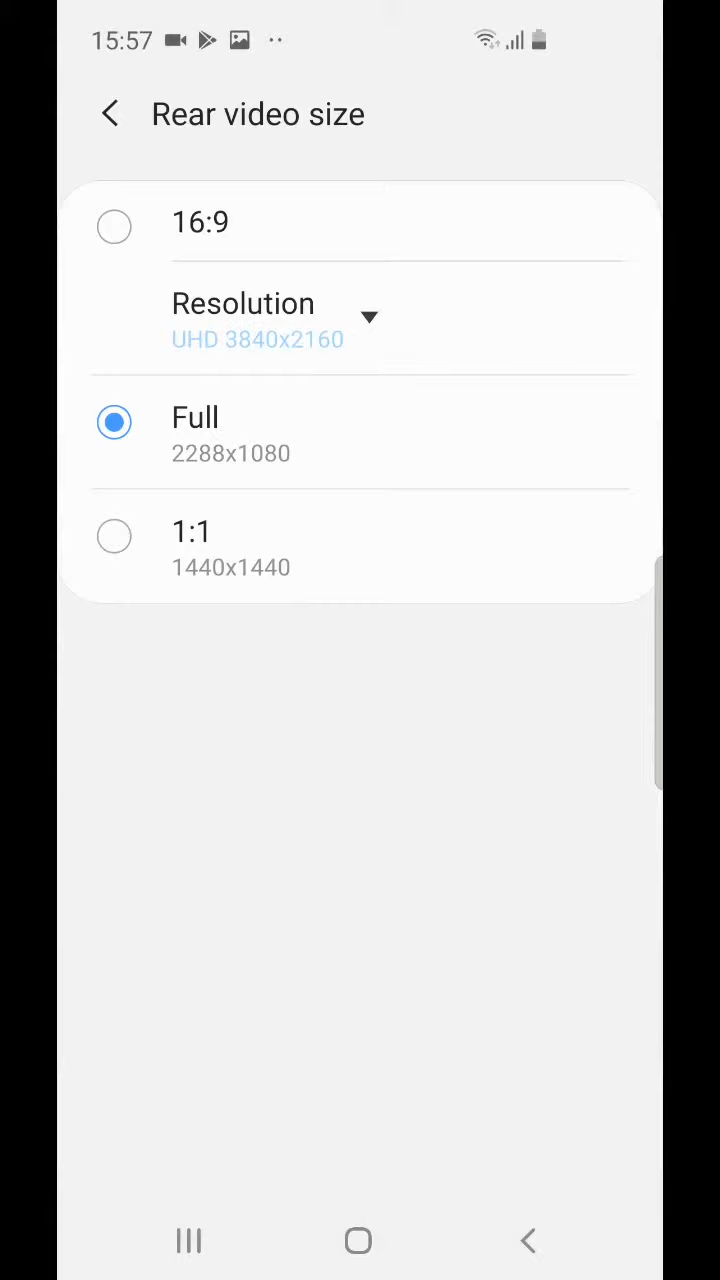 15:57
Rear video size
16:9
Resolution
UHD 3840x2160
Full
2288x1080
1:1
1440x1440